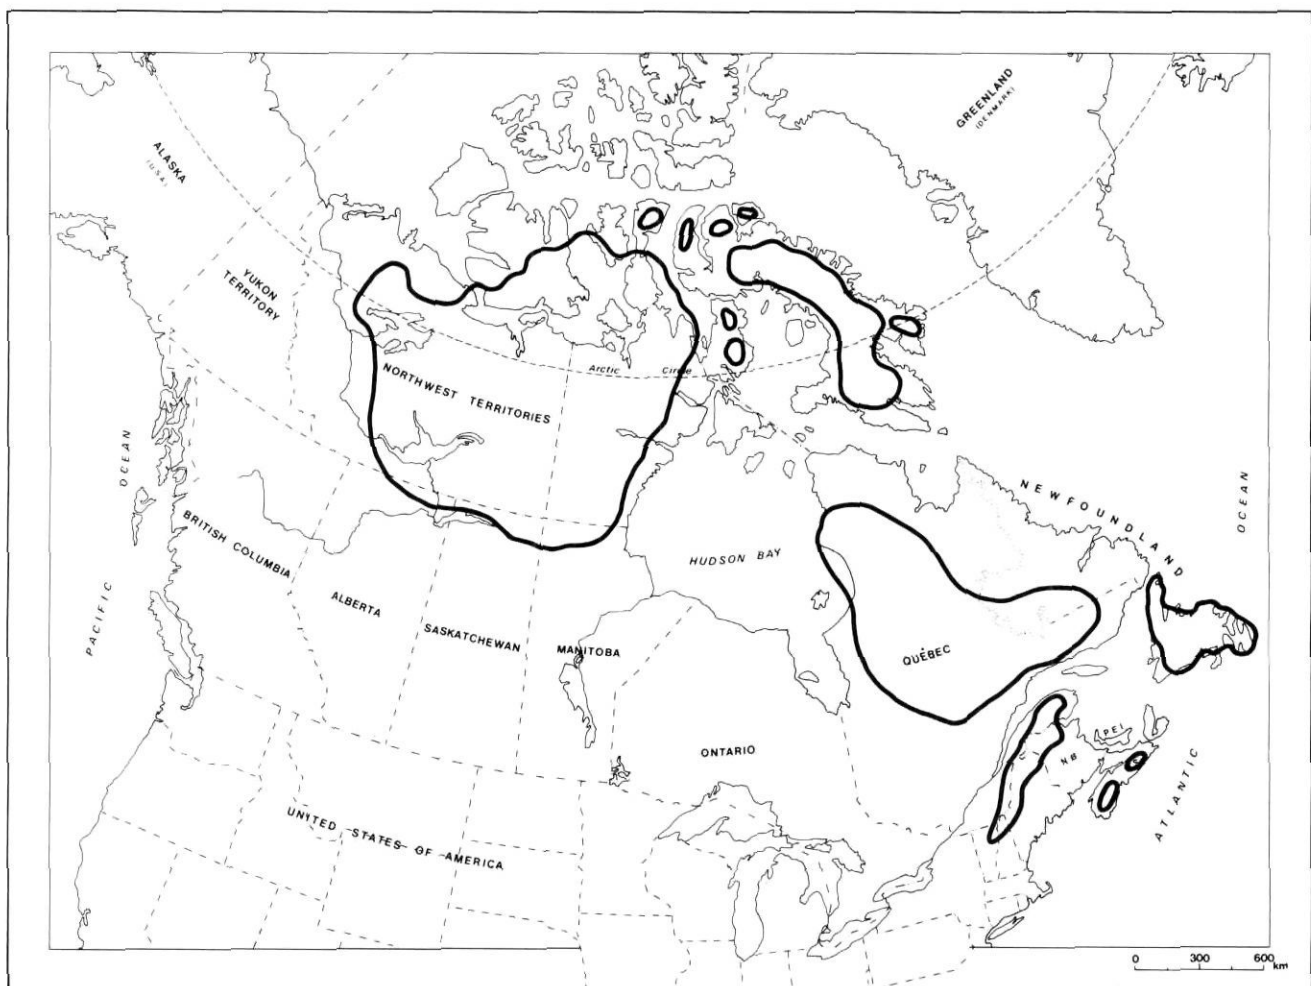 GREENLAND
(DENMARK)
ALASKA
(U.S.A.)
YUKON
TERRITORY
Arctic Circle
NORTHWEST TERRITORIES
OCEAN
PACIFIC
BRITISH COLUMBIA
ALBERTA
SASKATCHEWAN
MANITOBA
HUDSON BAY
NEWFOUNDLAND
OCEAN
ATLANTIC
QUÉBEC
ONTARIO
PEI
NB
UNITED STATES OF AMERICA
0 300 600
km